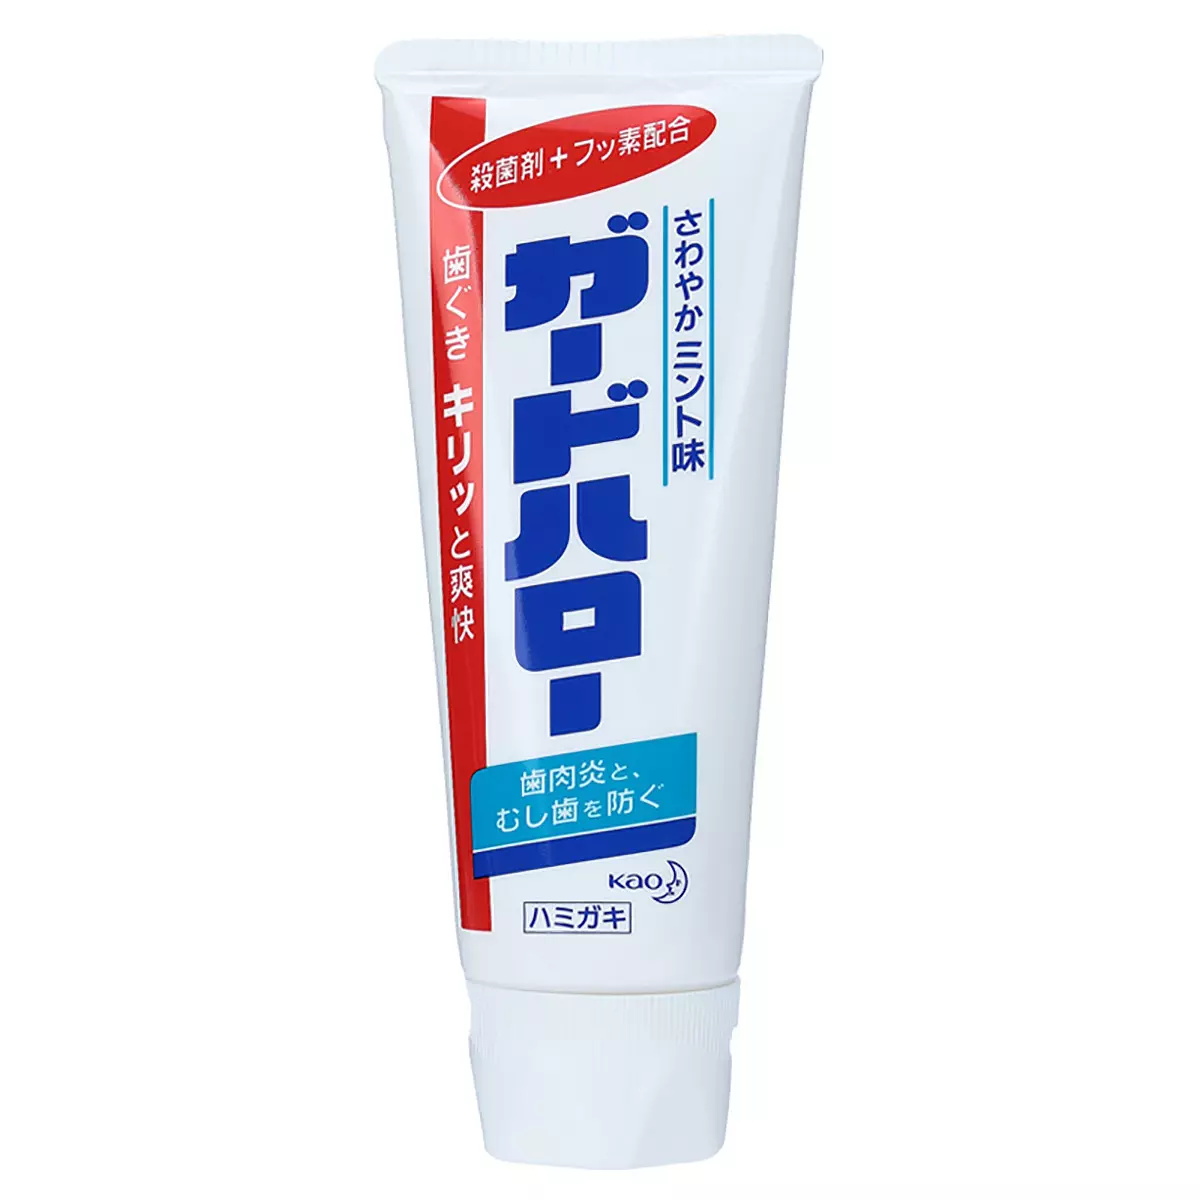 殺菌剤+フッ素配合
さわやかミント味
ガードハロー
歯ぐきキリッと爽快
歯肉炎と、
むし歯を防ぐ
Kao
ハミガキ